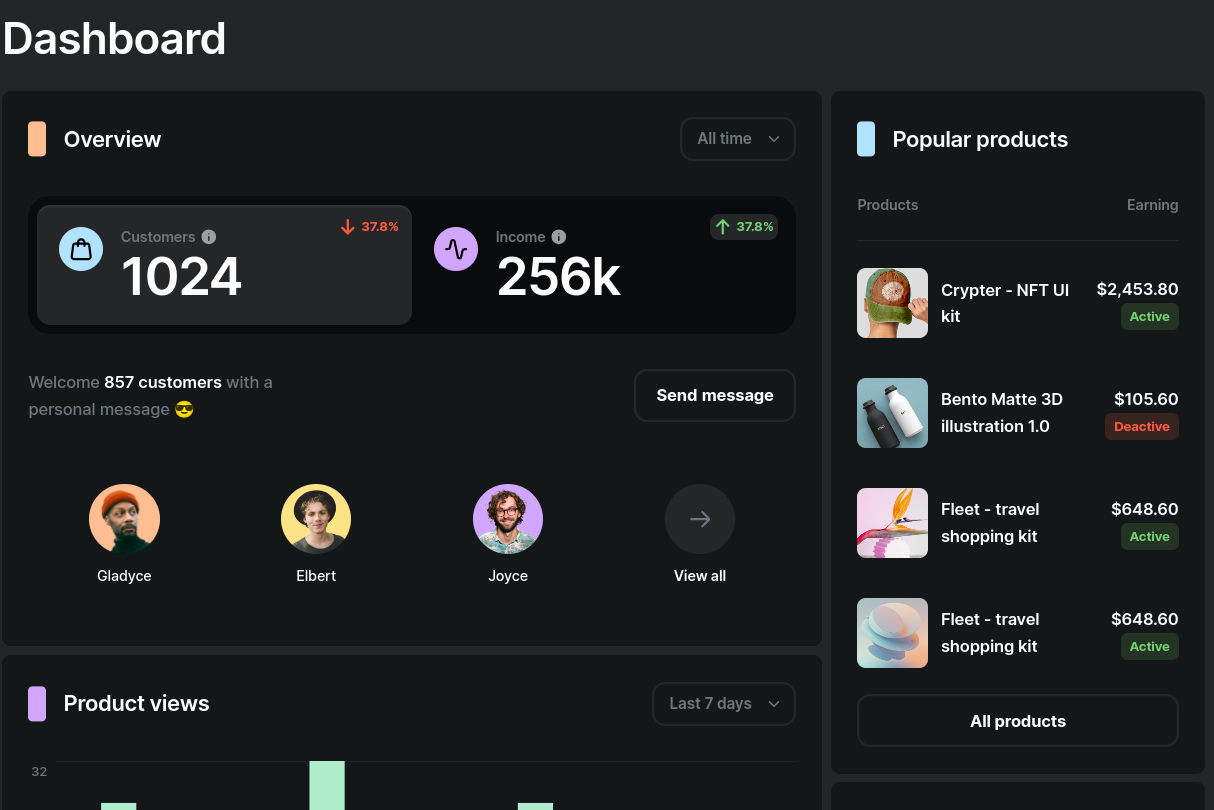 Dashboard
Overview
All time
Customers
37.8%
1024
Income
37.8%
256k
Welcome 857 customers with a
personal message 😎
Send message
Gladyce
Elbert
Joyce
View all
Product views
Last 7 days
32
Popular products
Products
Earning
Crypter - NFT UI
kit
$2,453.80
Active
Bento Matte 3D
illustration 1.0
$105.60
Deactive
Fleet - travel
shopping kit
$648.60
Active
Fleet - travel
shopping kit
$648.60
Active
All products